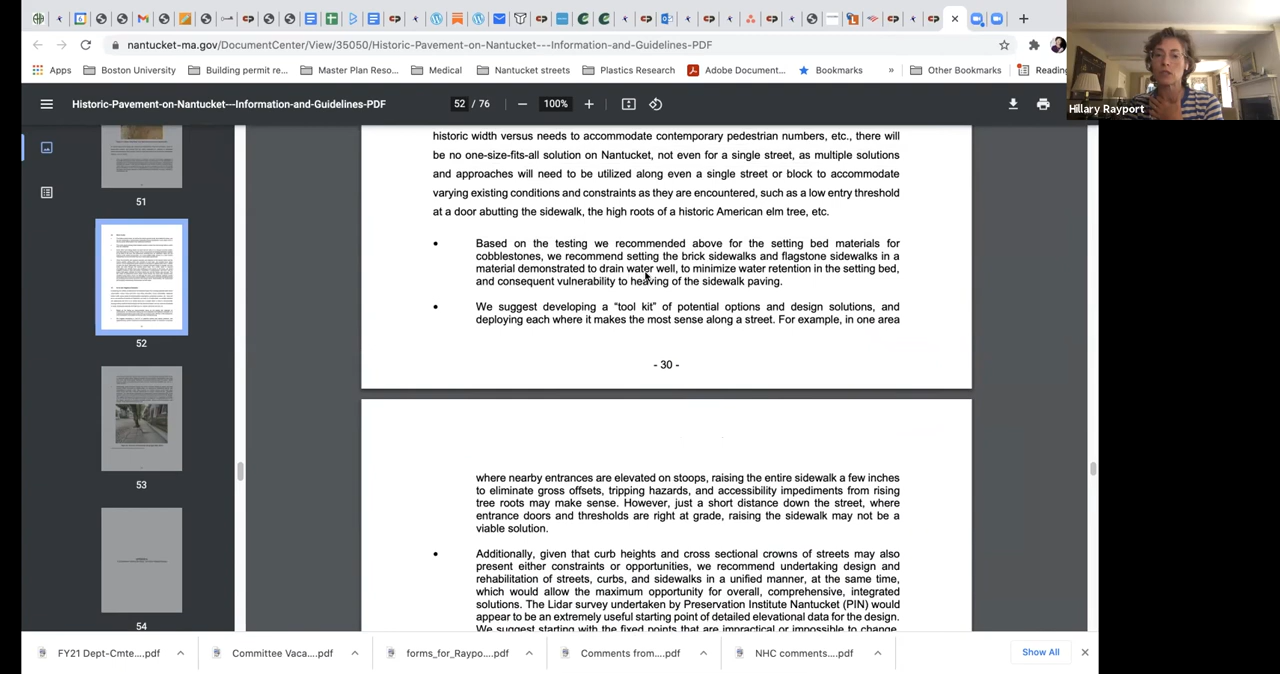 nantucket-ma.gov/DocumentCenter/View/35050/Historic-Pavement-on-Nantucket---Information-and-Guidelines-PDF
Apps
Boston University
Building permit re...
Master Plan Reso...
Medical
Nantucket streets
Plastics Research
Adobe Document...
Bookmarks
»
Other Bookmarks
Reading
Hillary Rayport
Historic-Pavement-on-Nantucket---Information-and-Guidelines-PDF
52 / 76
100%
51
52
53
54
historic width versus needs to accommodate contemporary pedestrian numbers, etc., there will
be no one-size-fits-all solution on Nantucket, not even for a single street, as multiple solutions
and approaches will need to be utilized along even a single street or block to accommodate
varying existing conditions and constraints as they are encountered, such as a low entry threshold
at a door abutting the sidewalk, the high roots of a historic American elm tree, etc.
• Based on the testing we recommended above for the setting bed materials for
cobblestones, we recommend setting the brick sidewalks and flagstone sidewalks in a
material demonstrated to drain water well, to minimize water retention in the setting bed,
and consequent vulnerability to heaving of the sidewalk paving.
• We suggest developing a “tool kit” of potential options and design solutions, and
deploying each where it makes the most sense along a street. For example, in one area
- 30 -
where nearby entrances are elevated on stoops, raising the entire sidewalk a few inches
to eliminate gross offsets, tripping hazards, and accessibility impediments from rising
tree roots may make sense. However, just a short distance down the street, where
entrance doors and thresholds are right at grade, raising the sidewalk may not be a
viable solution.
• Additionally, given that curb heights and cross sectional crowns of streets may also
present either constraints or opportunities, we recommend undertaking design and
rehabilitation of streets, curbs, and sidewalks in a unified manner, at the same time,
which would allow the maximum opportunity for overall, comprehensive, integrated
solutions. The Lidar survey undertaken by Preservation Institute Nantucket (PIN) would
appear to be an extremely useful starting point of detailed elevational data for the design.
We suggest starting with the fixed points that are impractical or impossible to change,
FY21 Dept-Cmte....pdf
Committee Vaca....pdf
forms_for_Raypo....pdf
Comments from....pdf
NHC comments....pdf
Show All